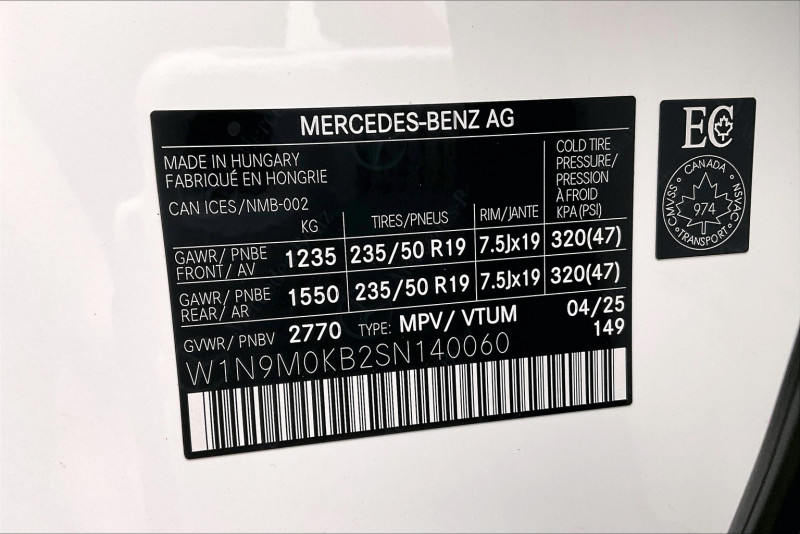 MERCEDES-BENZ AG
MADE IN HUNGARY
FABRIQUÉ EN HONGRIE
CAN ICES/NMB-002
COLD TIRE
PRESSURE/
PRESSION
À FROID
KPA (PSI)
KG TIRES/PNEUS RIM/JANTE
GAWR/ PNBE
FRONT/ AV
1235 235/50 R19 7.5Jx19 320(47)
GAWR/ PNBE
REAR/ AR
1550 235/50 R19 7.5Jx19 320(47)
GVWR/ PNBV 2770 TYPE: MPV/ VTUM 04/25
149
W1N9M0KB2SN140060
EC
CANADA
CMVSS 974 NSVAC
TRANSPORT